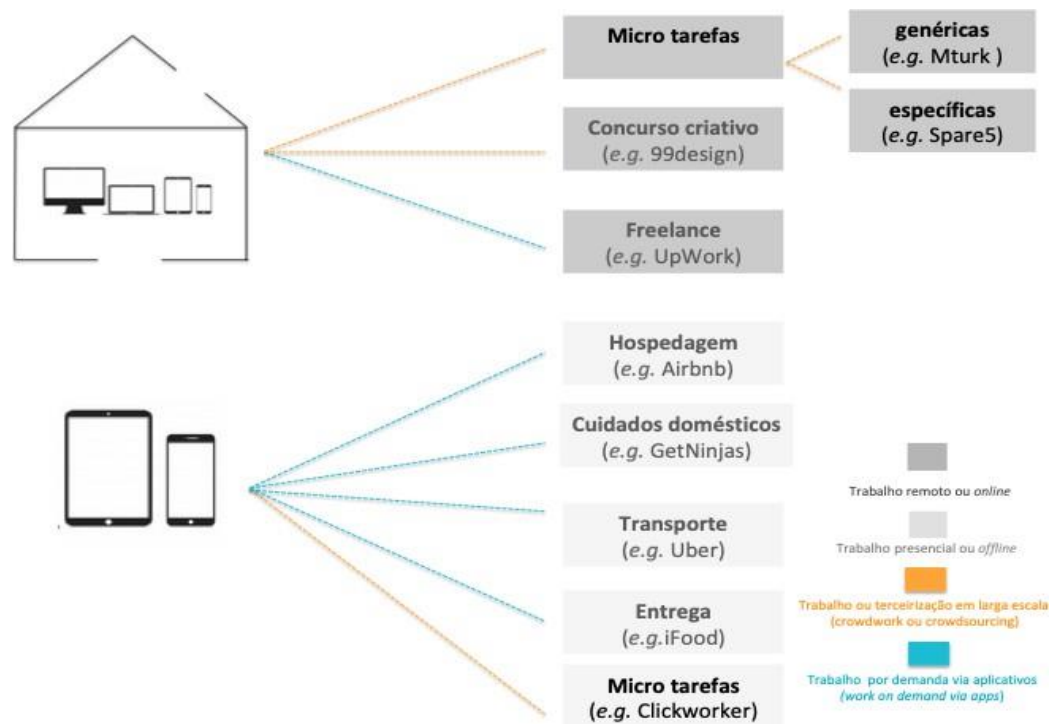 Micro tarefas
genéricas
(e.g. Mturk )
específicas
(e.g. Spare5)
Concurso criativo
(e.g. 99design)
Freelance
(e.g. UpWork)
Hospedagem
(e.g. Airbnb)
Cuidados domésticos
(e.g. GetNinjas)
Transporte
(e.g. Uber)
Entrega
(e.g.iFood)
Micro tarefas
(e.g. Clickworker)
Trabalho remoto ou online
Trabalho presencial ou offline
Trabalho ou terceirização em larga escala
(crowdwork ou crowdsourcing)
Trabalho por demanda via aplicativos
(work on demand via apps)